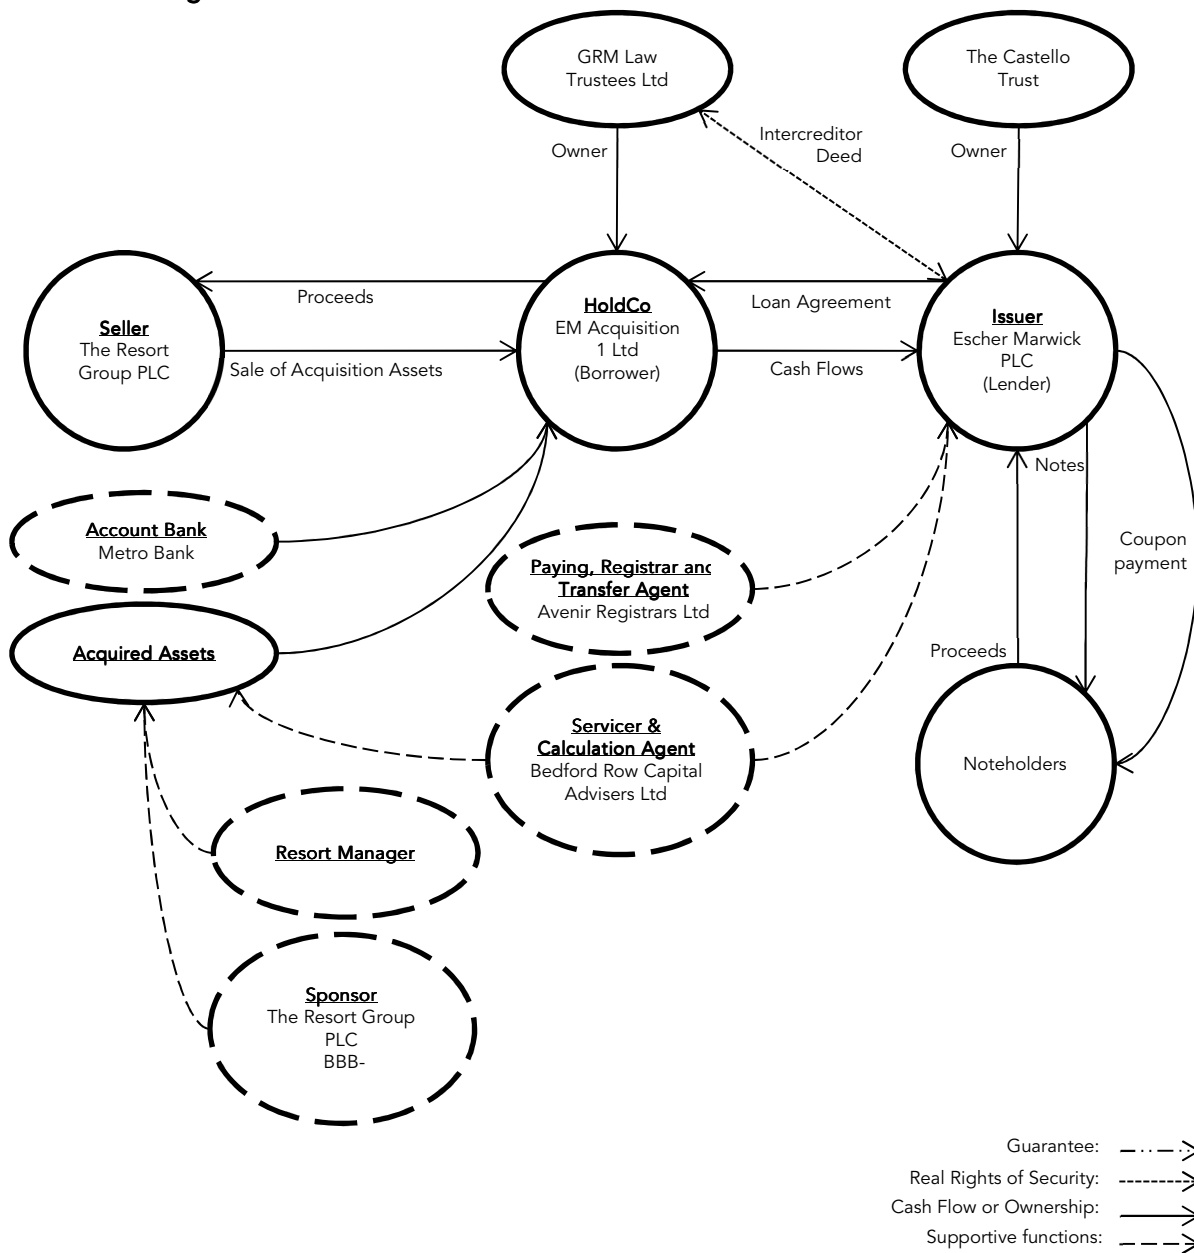 GRM Law
Trustees Ltd
The Castello
Trust
Intercreditor
Deed
Owner
Owner
Proceeds
Loan Agreement
Seller
The Resort
Group PLC
HoldCo
EM Acquisition
1 Ltd
(Borrower)
Issuer
Escher Marwick
PLC
(Lender)
Sale of Acquisition Assets
Cash Flows
Notes
Account Bank
Metro Bank
Coupon
payment
Paying, Registrar and
Transfer Agent
Avenir Registrars Ltd
Acquired Assets
Proceeds
Servicer &
Calculation Agent
Bedford Row Capital
Advisers Ltd
Noteholders
Resort Manager
Sponsor
The Resort Group
PLC
BBB-
Guarantee:
Real Rights of Security:
Cash Flow or Ownership:
Supportive functions: